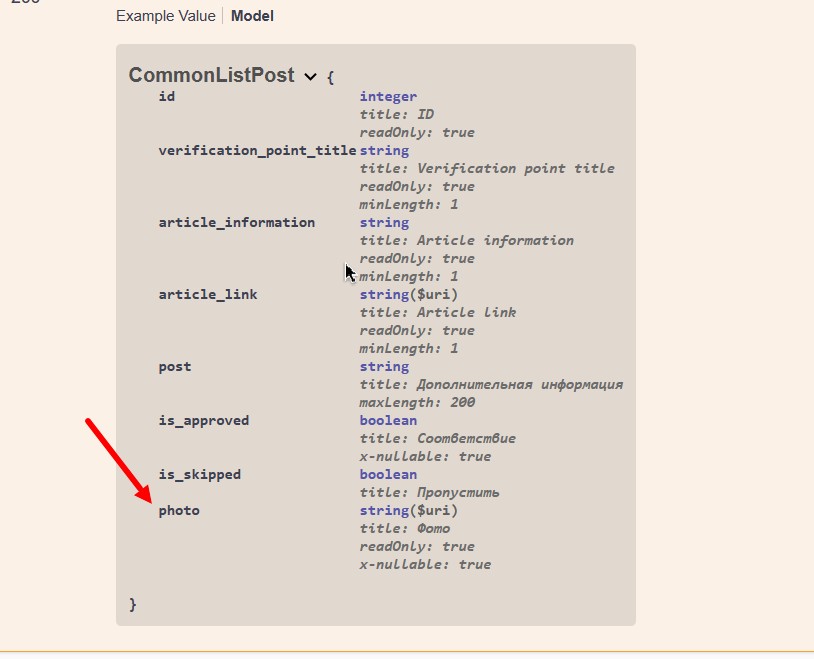 Example Value Model
CommonListPost {
id integer
title: ID
readOnly: true
verification_point_title string
title: Verification point title
readOnly: true
minLength: 1
article_information string
title: Article information
readOnly: true
minLength: 1
article_link string($uri)
title: Article link
readOnly: true
minLength: 1
post string
title: Дополнительная информация
maxLength: 200
is_approved boolean
title: Соответствие
x-nullable: true
is_skipped boolean
title: Пропустить
photo string($uri)
title: Фото
readOnly: true
x-nullable: true
}